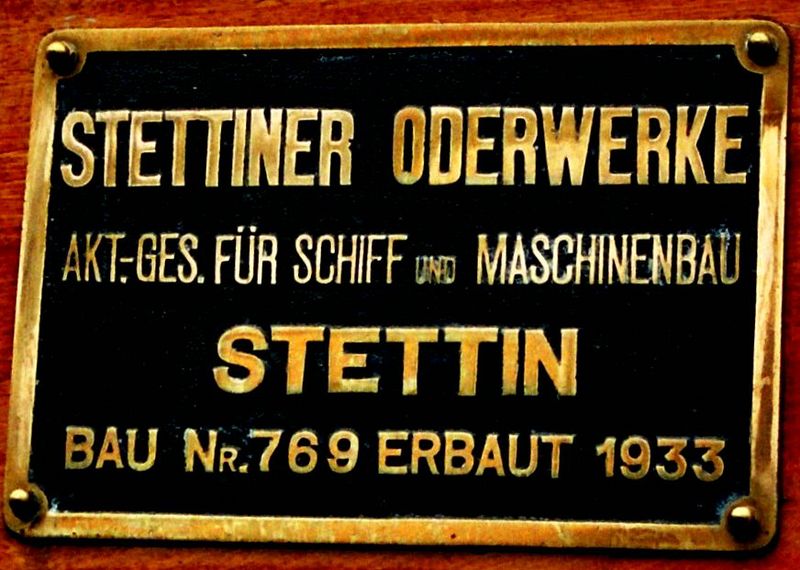 STETTINER ODERWERKE
AKT.-GES. FÜR SCHIFF UND MASCHINENBAU
STETTIN
BAU NR. 769 ERBAUT 1933